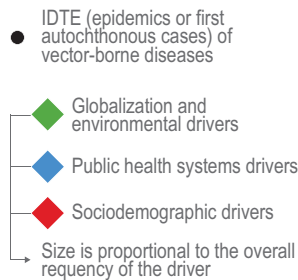 IDTE (epidemics or first
autochthonous cases) of
vector-borne diseases
Globalization and
environmental drivers
Public health systems drivers
Sociodemographic drivers
Size is proportional to the overall
requency of the driver